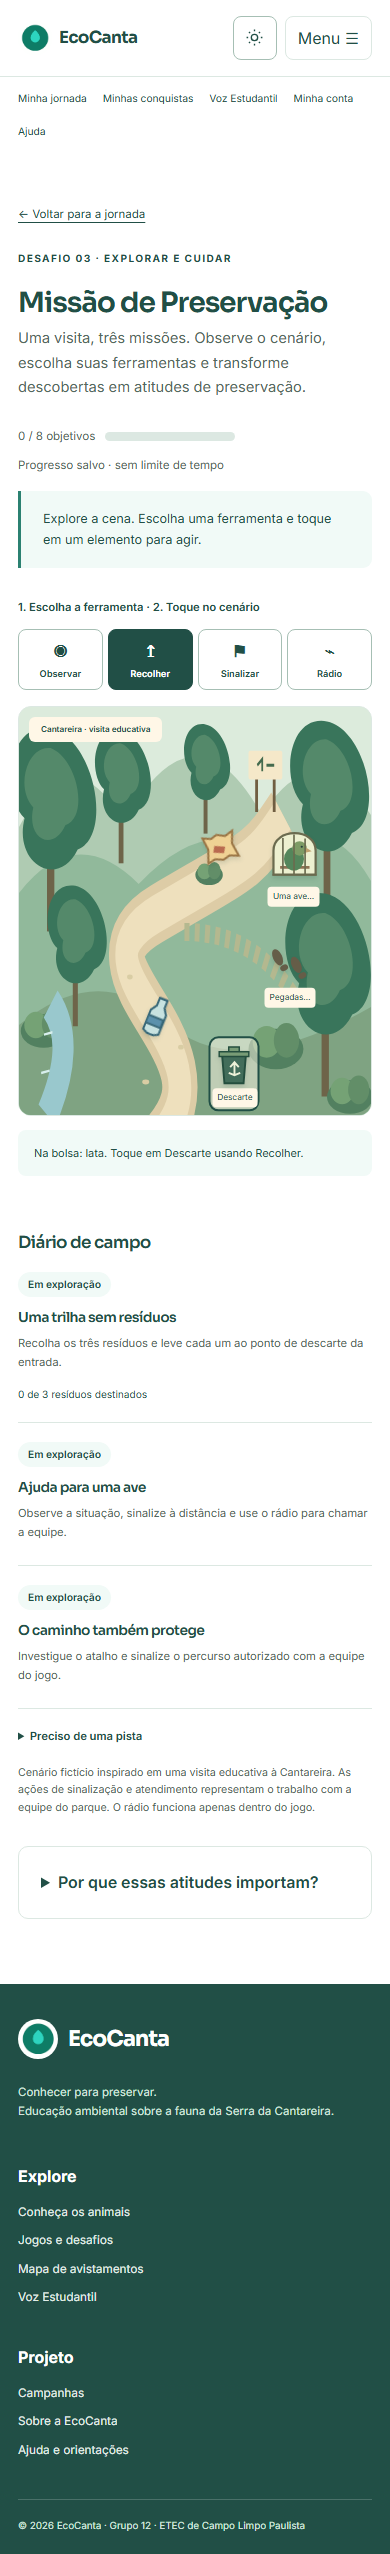 EcoCanta
Menu ☰
Minha jornada Minhas conquistas Voz Estudantil Minha conta
Ajuda
← Voltar para a jornada
DESAFIO 03 · EXPLORAR E CUIDAR
Missão de Preservação
Uma visita, três missões. Observe o cenário,
escolha suas ferramentas e transforme
descobertas em atitudes de preservação.
0 / 8 objetivos
Progresso salvo · sem limite de tempo
Explore a cena. Escolha uma ferramenta e toque
em um elemento para agir.
1. Escolha a ferramenta · 2. Toque no cenário
Observar Recolher Sinalizar Rádio
Cantareira · visita educativa
Uma ave...
Pegadas...
Descarte
Na bolsa: lata. Toque em Descarte usando Recolher.
Diário de campo
Em exploração
Uma trilha sem resíduos
Recolha os três resíduos e leve cada um ao ponto de descarte da
entrada.
0 de 3 resíduos destinados
Em exploração
Ajuda para uma ave
Observe a situação, sinalize à distância e use o rádio para chamar
a equipe.
Em exploração
O caminho também protege
Investigue o atalho e sinalize o percurso autorizado com a equipe
do jogo.
Preciso de uma pista
Cenário fictício inspirado em uma visita educativa à Cantareira. As
ações de sinalização e atendimento representam o trabalho com a
equipe do parque. O rádio funciona apenas dentro do jogo.
Por que essas atitudes importam?
EcoCanta
Conhecer para preservar.
Educação ambiental sobre a fauna da Serra da Cantareira.
Explore
Conheça os animais
Jogos e desafios
Mapa de avistamentos
Voz Estudantil
Projeto
Campanhas
Sobre a EcoCanta
Ajuda e orientações
© 2026 EcoCanta · Grupo 12 · ETEC de Campo Limpo Paulista